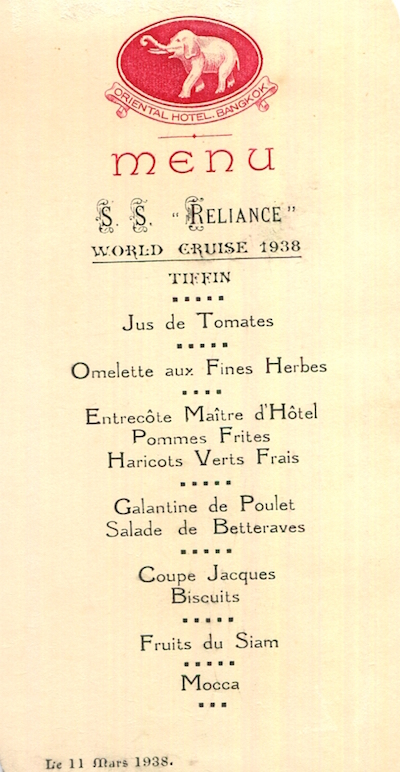 ORIENTAL HOTEL. BANGKOK
MENU
S. S. "RELIANCE"
WORLD CRUISE 1938
TIFFIN
Jus de Tomates
Omelette aux Fines Herbes
Entrecôte Maître d'Hôtel
Pommes Frites
Haricots Verts Frais
Galantine de Poulet
Salade de Betteraves
Coupe Jacques
Biscuits
Fruits du Siam
Mocca
Le 11 Mars 1938.